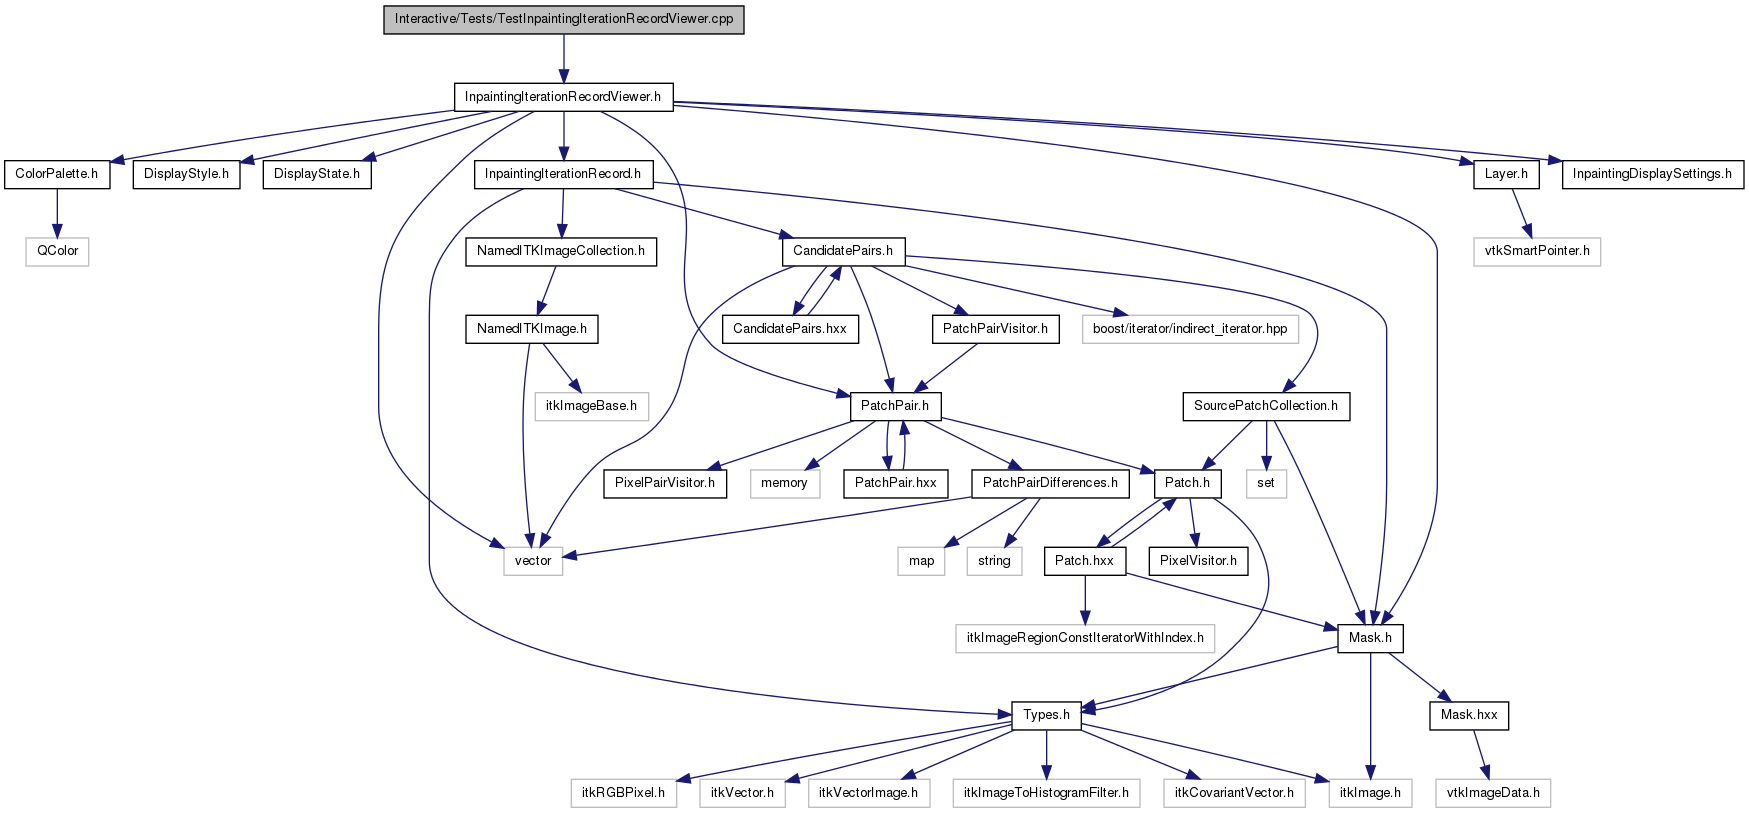 Interactive/Tests/TestInpaintingIterationRecordViewer.cpp
InpaintingIterationRecordViewer.h
ColorPalette.h
DisplayStyle.h
DisplayState.h
InpaintingIterationRecord.h
Layer.h
InpaintingDisplaySettings.h
QColor
NamedITKImageCollection.h
CandidatePairs.h
vtkSmartPointer.h
NamedITKImage.h
CandidatePairs.hxx
PatchPairVisitor.h
boost/iterator/indirect_iterator.hpp
itkImageBase.h
PatchPair.h
SourcePatchCollection.h
PixelPairVisitor.h
memory
PatchPair.hxx
PatchPairDifferences.h
Patch.h
set
vector
map
string
Patch.hxx
PixelVisitor.h
itkImageRegionConstIteratorWithIndex.h
Mask.h
Types.h
Mask.hxx
itkRGBPixel.h
itkVector.h
itkVectorImage.h
itkImageToHistogramFilter.h
itkCovariantVector.h
itkImage.h
vtkImageData.h